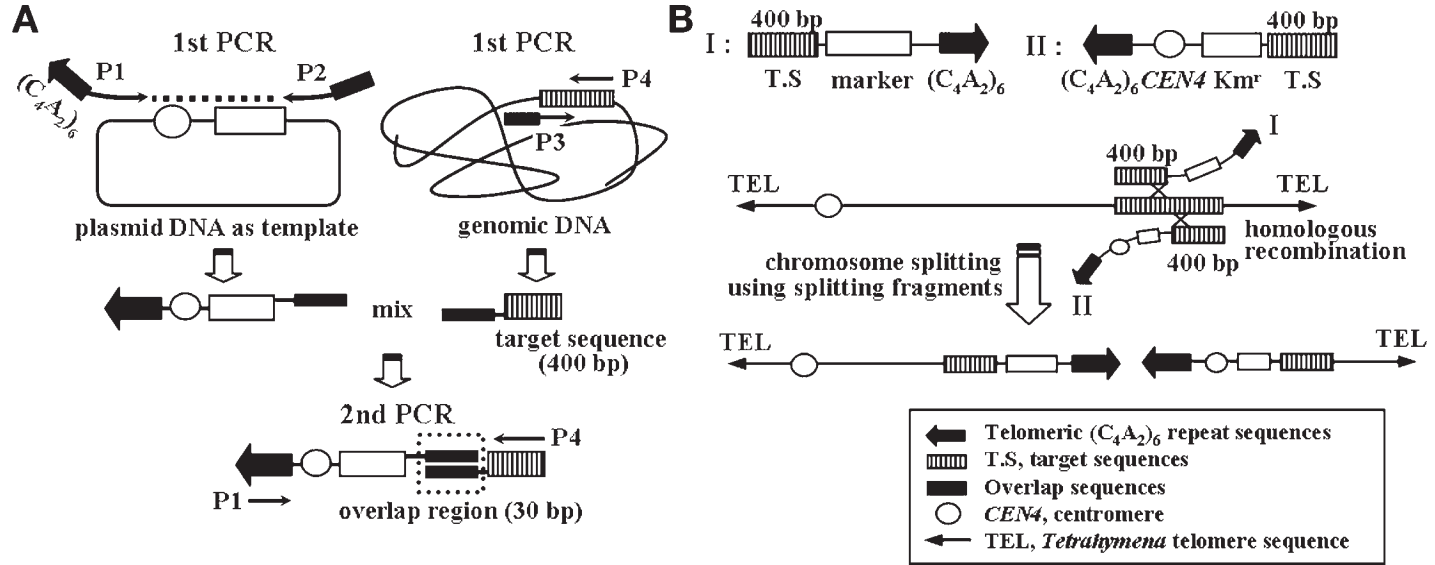 A
1st PCR
P1
P2
(C4A2)6
plasmid DNA as template
1st PCR
P4
P3
genomic DNA
mix
target sequence
(400 bp)
2nd PCR
P4
P1
overlap region (30 bp)
B
I :
400 bp
T.S
marker
(C4A2)6
II :
400 bp
(C4A2)6
CEN4
Kmr
T.S
I
400 bp
TEL
TEL
homologous
recombination
400 bp
II
chromosome splitting
using splitting fragments
TEL
TEL
Telomeric (C4A2)6 repeat sequences
T.S, target sequences
Overlap sequences
CEN4, centromere
TEL, Tetrahymena telomere sequence